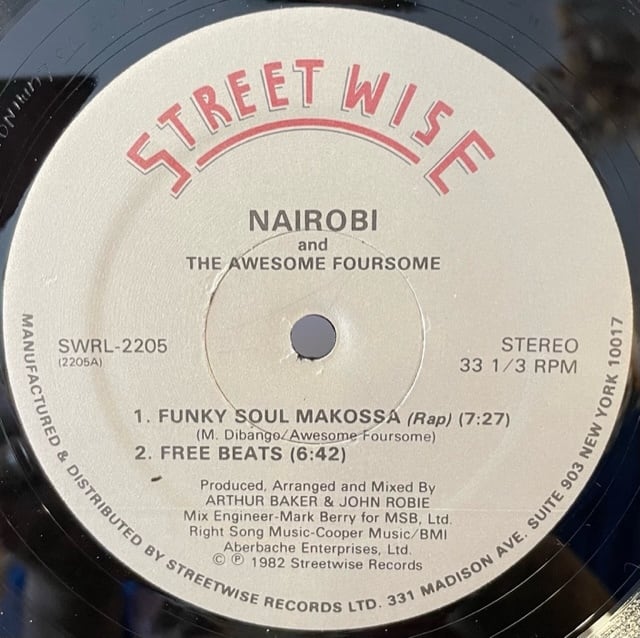 STREETWISE
NAIROBI
and
THE AWESOME FOURSOME
SWRL-2205
(2205A)
STEREO
33 1/3 RPM
1. FUNKY SOUL MAKOSSA (Rap) (7:27)
(M. Dibango/Awesome Foursome)
2. FREE BEATS (6:42)
Produced, Arranged and Mixed By
ARTHUR BAKER & JOHN ROBIE
Mix Engineer-Mark Berry for MSB, Ltd.
Right Song Music-Cooper Music/BMI
Aberbache Enterprises, Ltd.
© ℗ 1982 Streetwise Records
MANUFACTURED & DISTRIBUTED BY STREETWISE RECORDS LTD. 331 MADISON AVE. SUITE 903 NEW YORK 10017